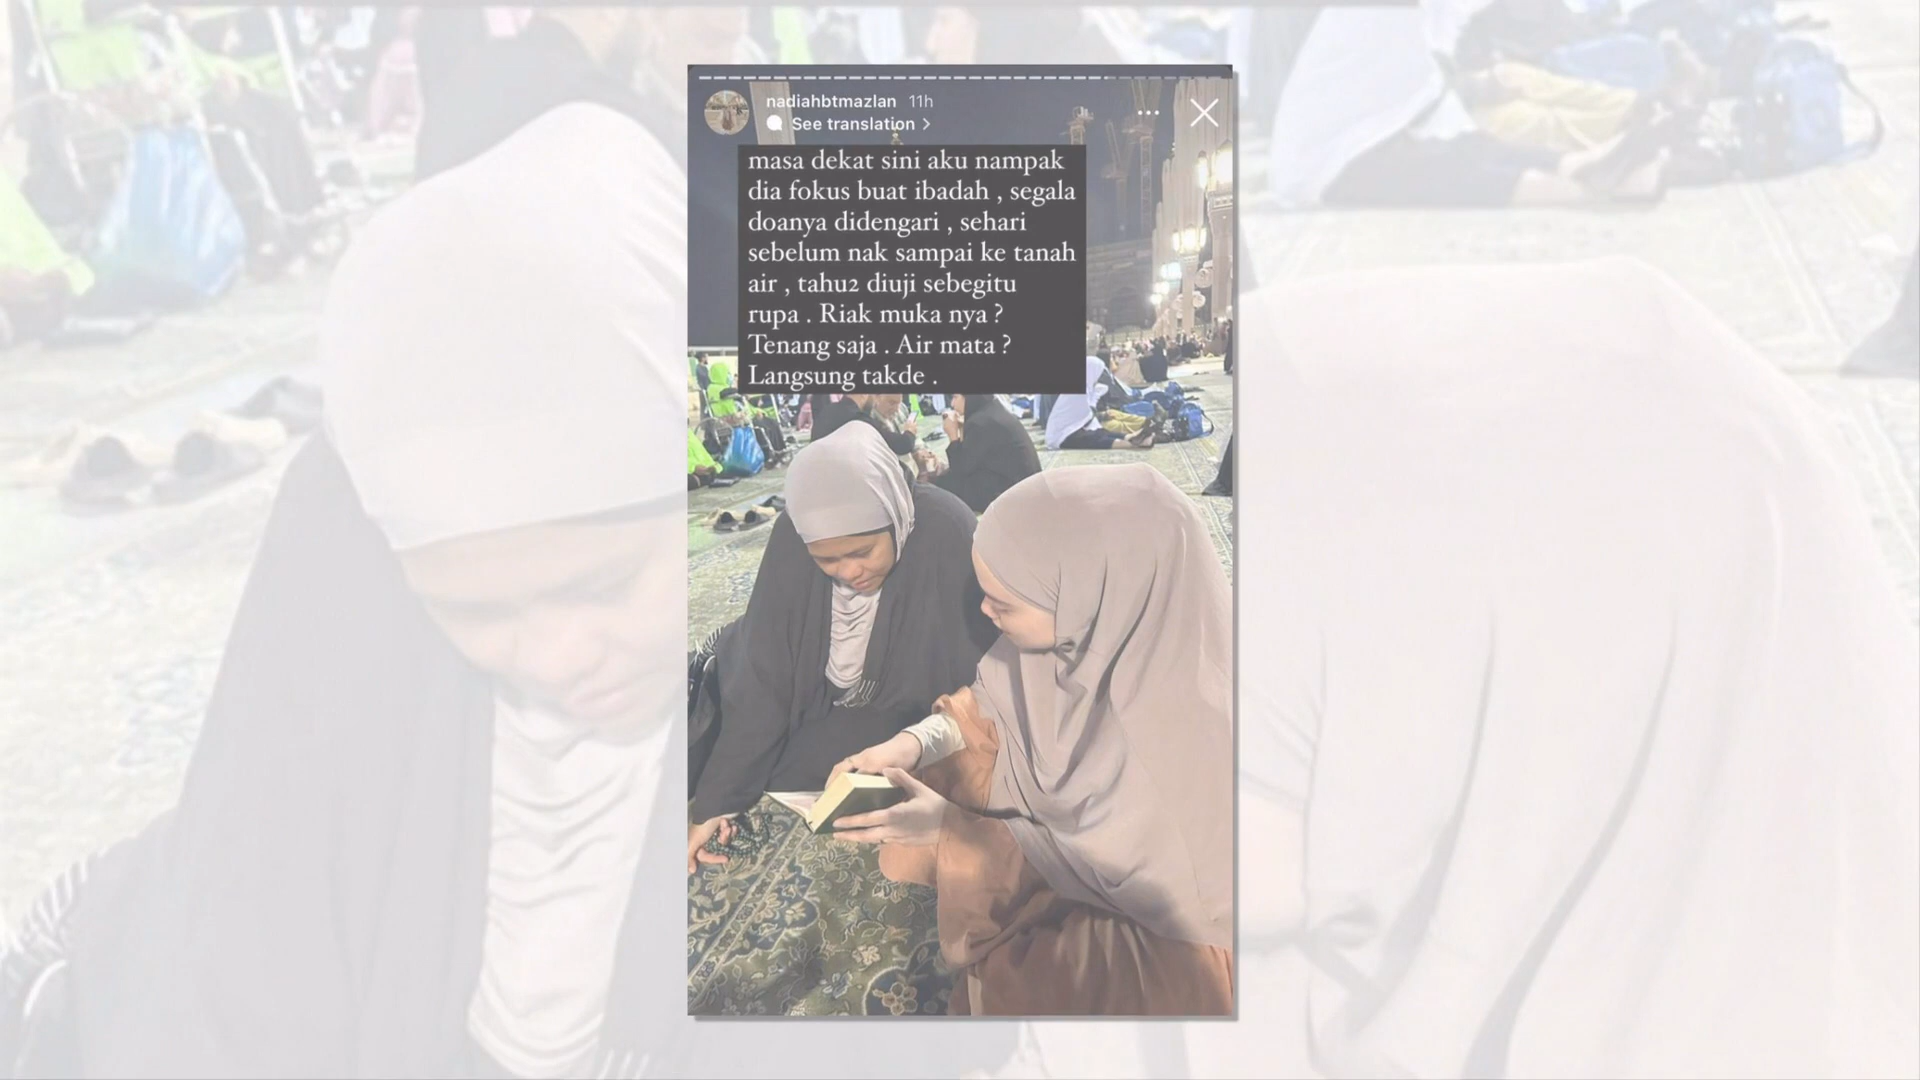 nadiahbtmazlan 11h
See translation >
masa dekat sini aku nampak
dia fokus buat ibadah , segala
doanya didengari , sehari
sebelum nak sampai ke tanah
air , tahu2 diuji sebegitu
rupa . Riak muka nya ?
Tenang saja . Air mata ?
Langsung takde .